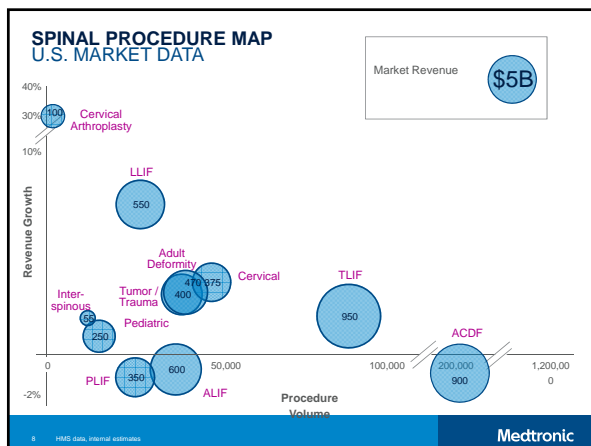 SPINAL PROCEDURE MAP
U.S. MARKET DATA
Market Revenue
$5B
40%
30%
10%
-2%
Revenue Growth
100
Cervical
Arthroplasty
LLIF
550
Adult
Deformity
470
375
Cervical
Tumor /
Trauma
400
Inter-
spinous
55
Pediatric
250
TLIF
950
ACDF
900
PLIF
350
600
ALIF
0
50,000
100,000
200,000
1,200,00
0
Procedure
Volume
8
HMS data, internal estimates
Medtronic